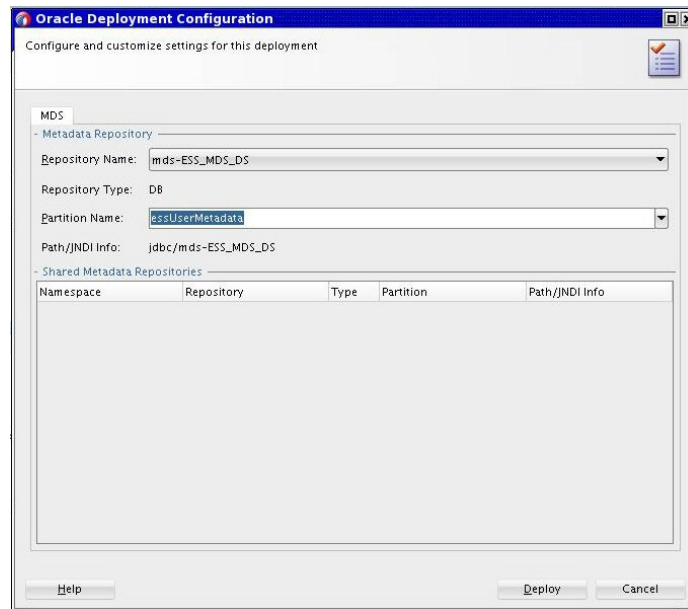 Oracle Deployment Configuration
Configure and customize settings for this deployment
MDS
Metadata Repository
Repository Name: mds-ESS_MDS_DS
Repository Type: DB
Partition Name: essUserMetadata
Path/JNDI Info: jdbc/mds-ESS_MDS_DS
Shared Metadata Repositories
Namespace Repository Type Partition Path/JNDI Info
Help Deploy Cancel